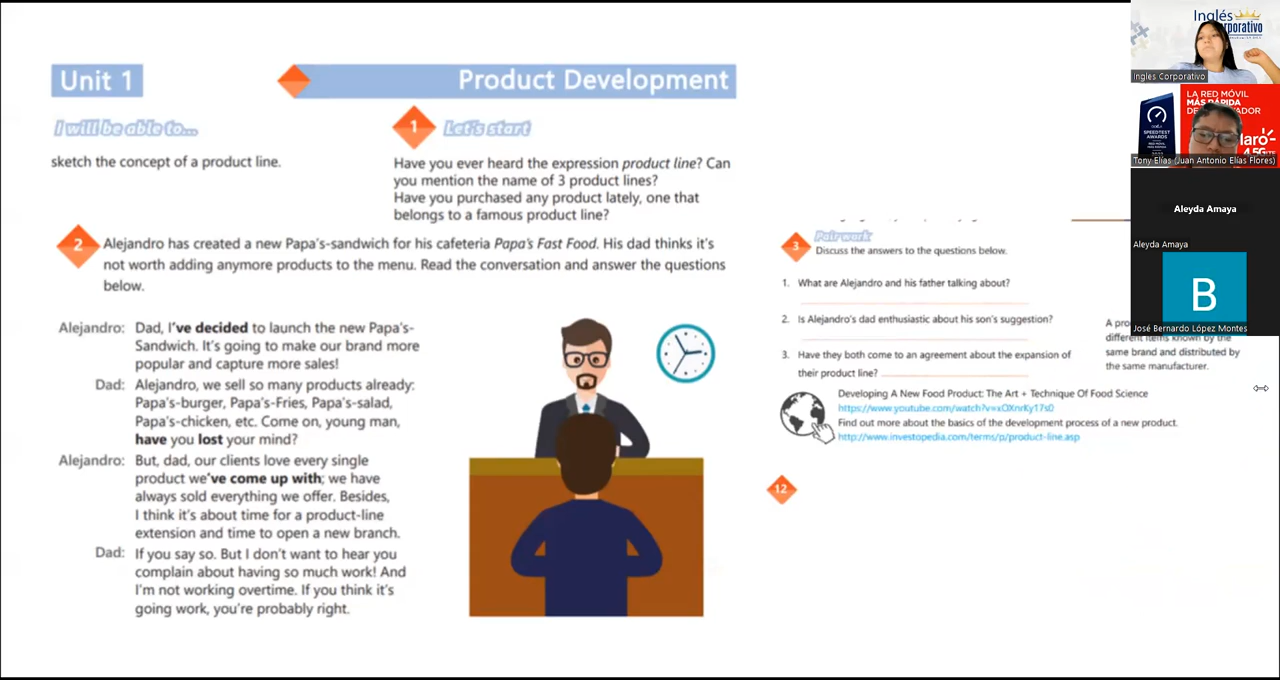 Unit 1
Product Development
I will be able to...
sketch the concept of a product line.
1
Let's start
Have you ever heard the expression product line? Can
you mention the name of 3 product lines?
Have you purchased any product lately, one that
belongs to a famous product line?
2
Alejandro has created a new Papa's-sandwich for his cafeteria Papa's Fast Food. His dad thinks it's
not worth adding anymore products to the menu. Read the conversation and answer the questions
below.
Alejandro: Dad, I've decided to launch the new Papa's-
Sandwich. It's going to make our brand more
popular and capture more sales!
Dad: Alejandro, we sell so many products already:
Papa's-burger, Papa's-Fries, Papa's-salad,
Papa's-chicken, etc. Come on, young man,
have you lost your mind?
Alejandro: But, dad, our clients love every single
product we've come up with; we have
always sold everything we offer. Besides,
I think it's about time for a product-line
extension and time to open a new branch.
Dad: If you say so. But I don't want to hear you
complain about having so much work! And
I'm not working overtime. If you think it's
going work, you're probably right.
3
Pair work
Discuss the answers to the questions below.
1. What are Alejandro and his father talking about?
2. Is Alejandro's dad enthusiastic about his son's suggestion?
3. Have they both come to an agreement about the expansion of
their product line?
A pro
different items known by the
same brand and distributed by
the same manufacturer.
Developing A New Food Product: The Art + Technique Of Food Science
https://www.youtube.com/watch?v=xOXnrKy17s0
Find out more about the basics of the development process of a new product.
http://www.investopedia.com/terms/p/product-line.asp
12
Inglés
Ingles Corporativo
LA RED MÓVIL
MÁS RÁPIDA
SPEEDTEST
AWARDS
Claro
4.5G
Tony Elías (Juan Antonio Elías Flores)
Aleyda Amaya
Aleyda Amaya
B
José Bernardo López Montes